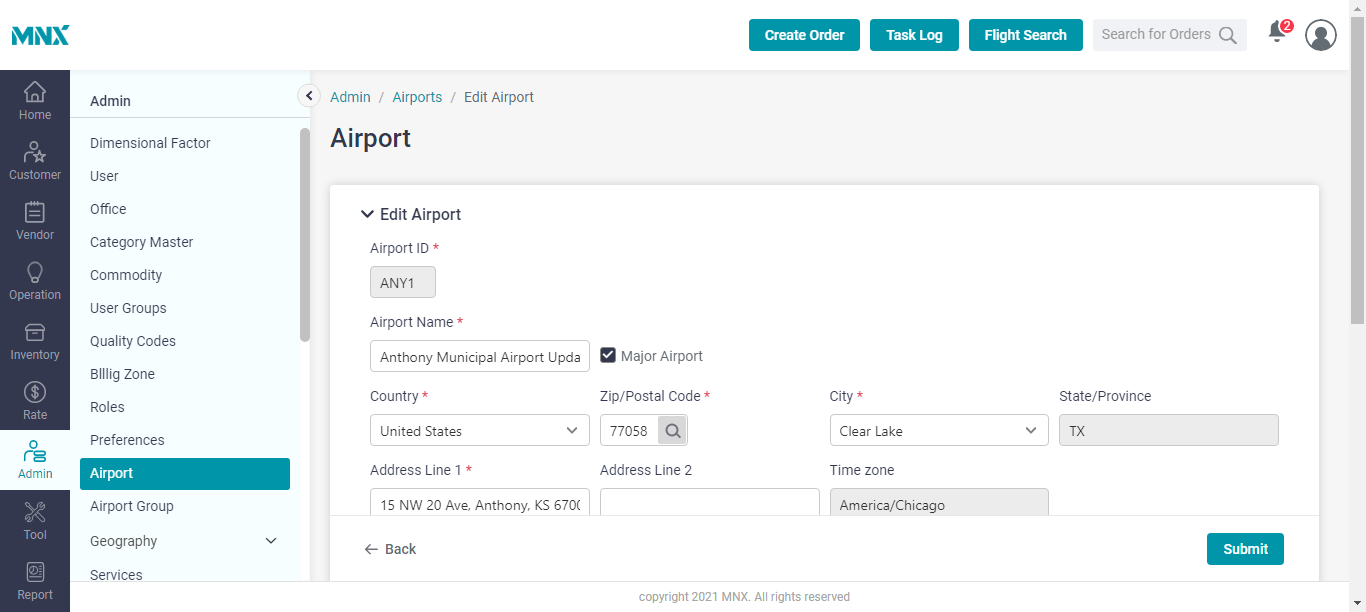 MNX
Create Order
Task Log
Flight Search
Search for Orders
2
Home
Customer
Vendor
Operation
Inventory
Rate
Admin
Tool
Report
Admin
Dimensional Factor
User
Office
Category Master
Commodity
User Groups
Quality Codes
Blllig Zone
Roles
Preferences
Airport
Airport Group
Geography
Services
Admin / Airports / Edit Airport
Airport
Edit Airport
Airport ID *
ANY1
Airport Name *
Anthony Municipal Airport Upda
Major Airport
Country * Zip/Postal Code * City * State/Province
United States 77058 Clear Lake TX
Address Line 1 * Address Line 2 Time zone
15 NW 20 Ave, Anthony, KS 6700 America/Chicago
Back Submit
copyright 2021 MNX. All rights reserved